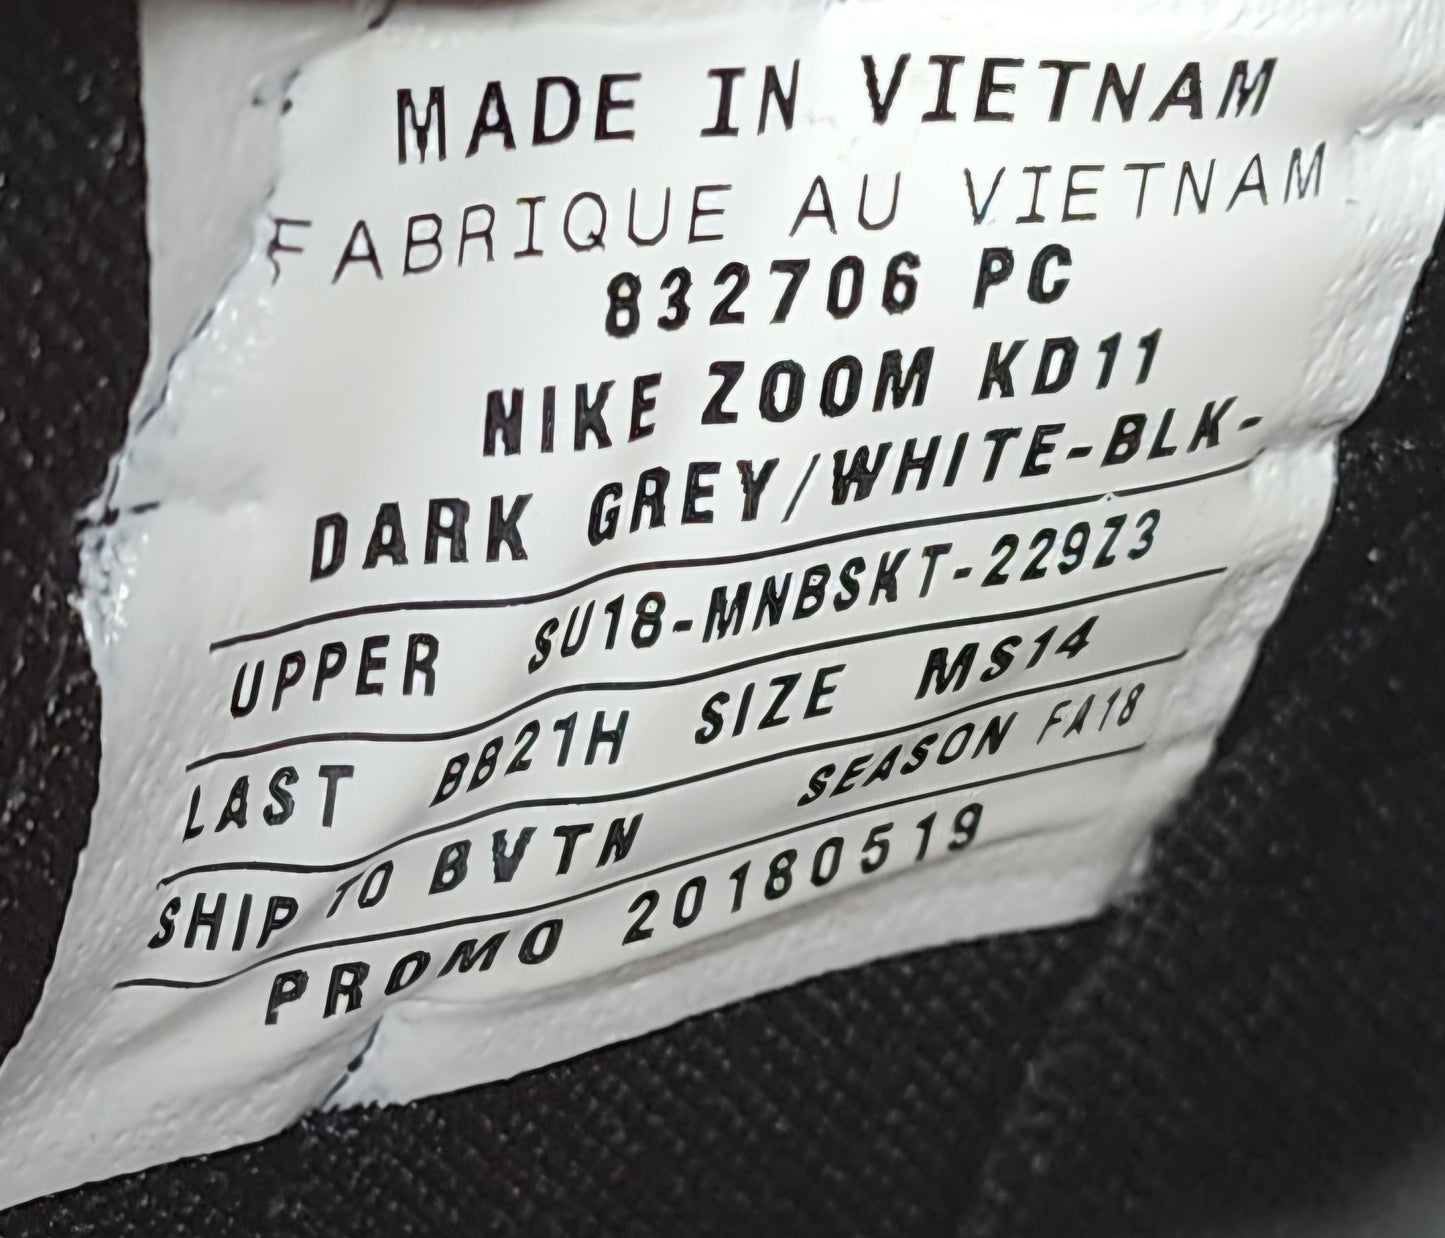 MADE IN VIETNAM
FABRIQUE AU VIETNAM
832706 PC
NIKE ZOOM KD11
DARK GREY/WHITE-BLK-
UPPER SU18-MNBSKT-229Z3
LAST BB21H SIZE MS14
SHIP TO BVTN SEASON FA18
PROMO 20180519